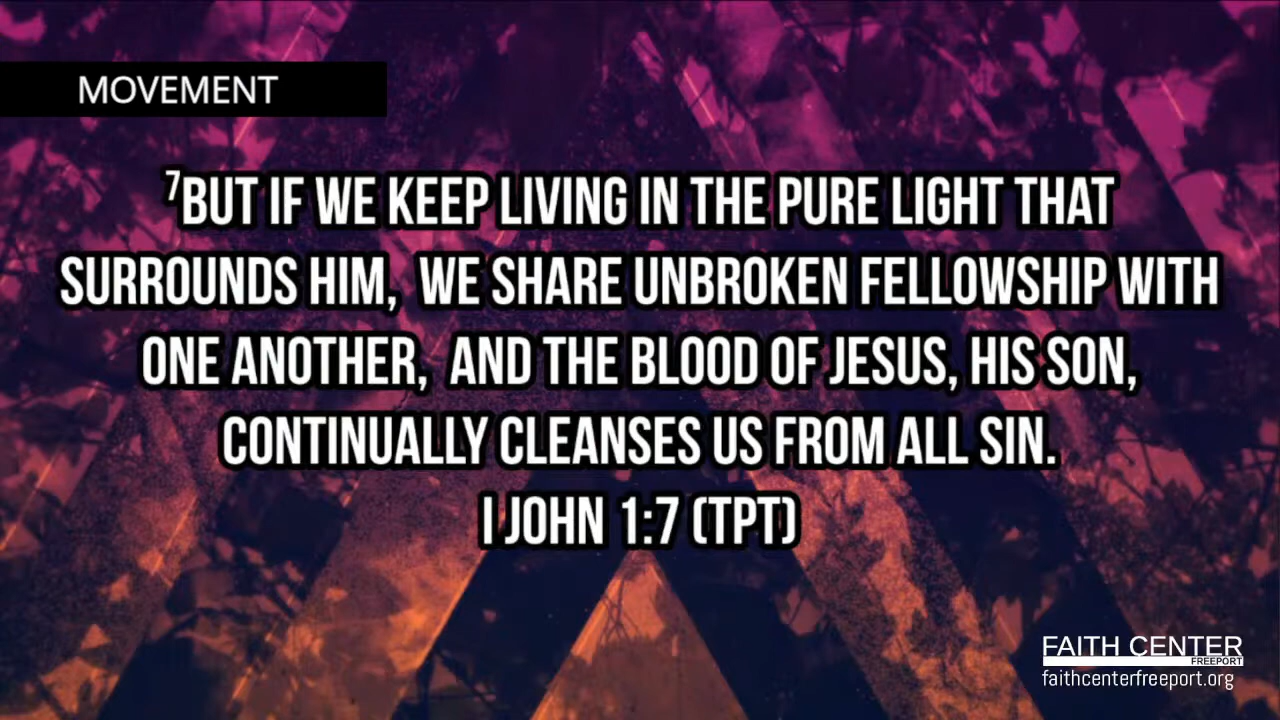 MOVEMENT
⁷BUT IF WE KEEP LIVING IN THE PURE LIGHT THAT
SURROUNDS HIM, WE SHARE UNBROKEN FELLOWSHIP WITH
ONE ANOTHER, AND THE BLOOD OF JESUS, HIS SON,
CONTINUALLY CLEANSES US FROM ALL SIN.
I JOHN 1:7 (TPT)
FAITH CENTER
FREEPORT
faithcenterfreeport.org